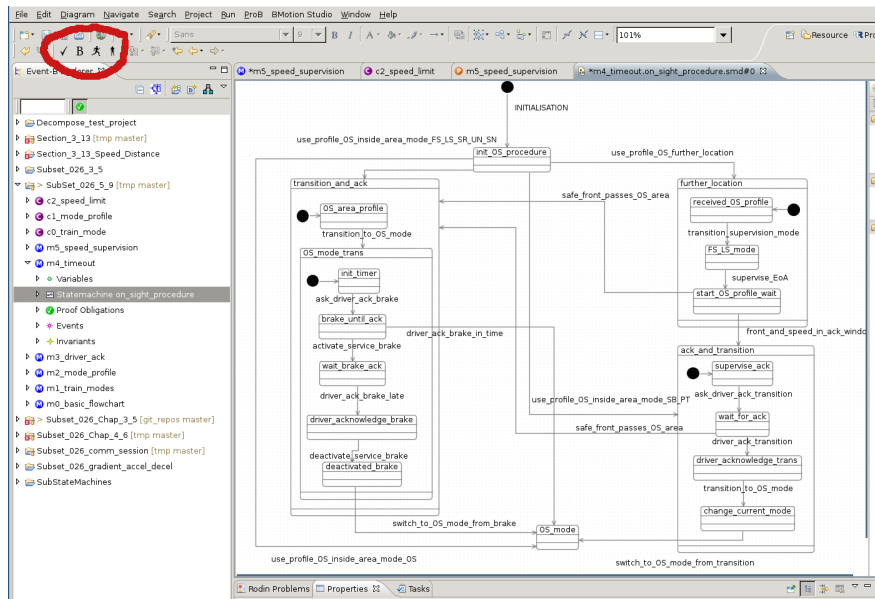 File Edit Diagram Navigate Search Project Run ProB BMotion Studio Window Help
Sans 9 B I A 101% Resource
B
Event-B Explorer
*m5_speed_supervision c2_speed_limit m5_speed_supervision *m4_timeout.on_sight_procedure.smd#0
Decompose_test_project
Section_3_13 [tmp master]
Section_3_13_Speed_Distance
Subset_026_3_5
> SubSet_026_5_9 [tmp master]
c2_speed_limit
c1_mode_profile
c0_train_mode
m5_speed_supervision
m4_timeout
Variables
Statemachine on_sight_procedure
Proof Obligations
Events
Invariants
m3_driver_ack
m2_mode_profile
m1_train_modes
m0_basic_flowchart
> Subset_026_Chap_3_5 [git_repos master]
Subset_026_Chap_4_6 [tmp master]
Subset_026_comm_session [tmp master]
Subset_026_gradient_accel_decel
SubStateMachines
INITIALISATION
use_profile_OS_inside_area_mode_FS_LS_SR_UN_SN
init_OS_procedure
use_profile_OS_further_location
transition_and_ack
safe_front_passes_OS_area
further_location
OS_area_profile
received_OS_profile
transition_to_OS_mode
transition_supervision_mode
OS_mode_trans
FS_LS_mode
init_timer
supervise_EoA
ask_driver_ack_brake
start_OS_profile_wait
brake_until_ack
driver_ack_brake_in_time
front_and_speed_in_ack_windo
activate_service_brake
ack_and_transition
wait_brake_ack
supervise_ack
driver_ack_brake_late
use_profile_OS_inside_area_mode_SB_PT
ask_driver_ack_transition
driver_acknowledge_brake
wait_for_ack
safe_front_passes_OS_area
driver_ack_transition
deactivate_service_brake
deactivated_brake
driver_acknowledge_trans
transition_to_OS_mode
change_current_mode
switch_to_OS_mode_from_brake
OS_mode
use_profile_OS_inside_area_mode_OS
switch_to_OS_mode_from_transition
Rodin Problems Properties Tasks